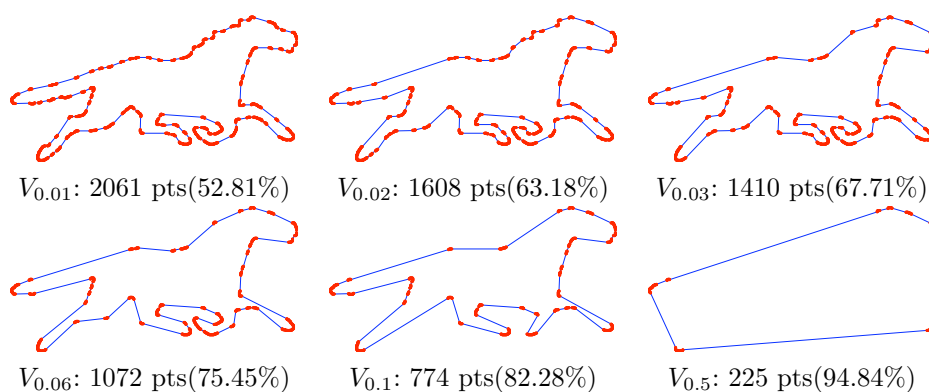 V0.01: 2061 pts(52.81%) V0.02: 1608 pts(63.18%) V0.03: 1410 pts(67.71%)
V0.06: 1072 pts(75.45%) V0.1: 774 pts(82.28%) V0.5: 225 pts(94.84%)